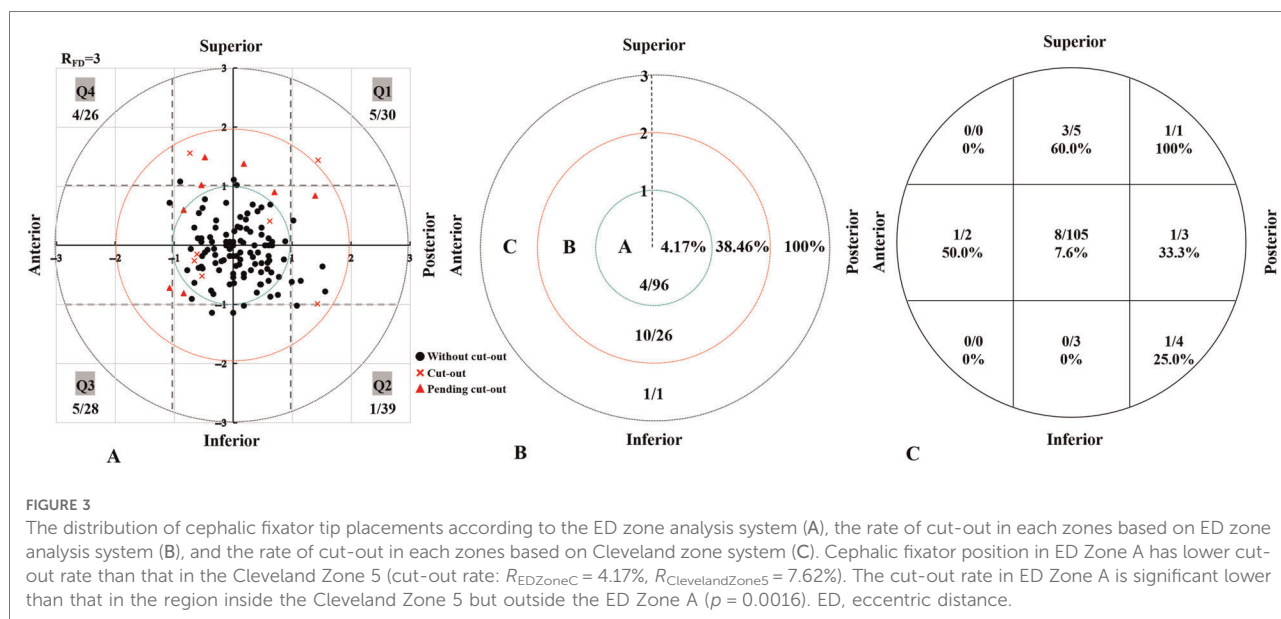 Superior
R_FD=3
Q4
4/26
Q1
5/30
3
2
1
-1
-2
-3
-3
-2
-1
1
2
3
Anterior
Posterior
Q3
5/28
Q2
1/39
Inferior
A
Without cut-out
Cut-out
Pending cut-out
Superior
3
2
1
Anterior
Posterior
C
B
A
4.17%
38.46%
100%
4/96
10/26
1/1
Inferior
B
Superior
0/0
0%
3/5
60.0%
1/1
100%
1/2
50.0%
8/105
7.6%
1/3
33.3%
0/0
0%
0/3
0%
1/4
25.0%
Posterior
Inferior
C
FIGURE 3
The distribution of cephalic fixator tip placements according to the ED zone analysis system (A), the rate of cut-out in each zones based on ED zone
analysis system (B), and the rate of cut-out in each zones based on Cleveland zone system (C). Cephalic fixator position in ED Zone A has lower cut-
out rate than that in the Cleveland Zone 5 (cut-out rate: R_EDZoneC = 4.17%, R_ClevelandZone5 = 7.62%). The cut-out rate in ED Zone A is significant lower
than that in the region inside the Cleveland Zone 5 but outside the ED Zone A (p = 0.0016). ED, eccentric distance.